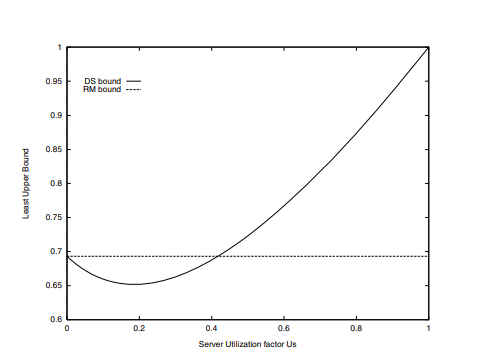 1
0.95
0.9
0.85
0.8
0.75
0.7
0.65
0.6
DS bound
RM bound
Least Upper Bound
0 0.2 0.4 0.6 0.8 1
Server Utilization factor Us